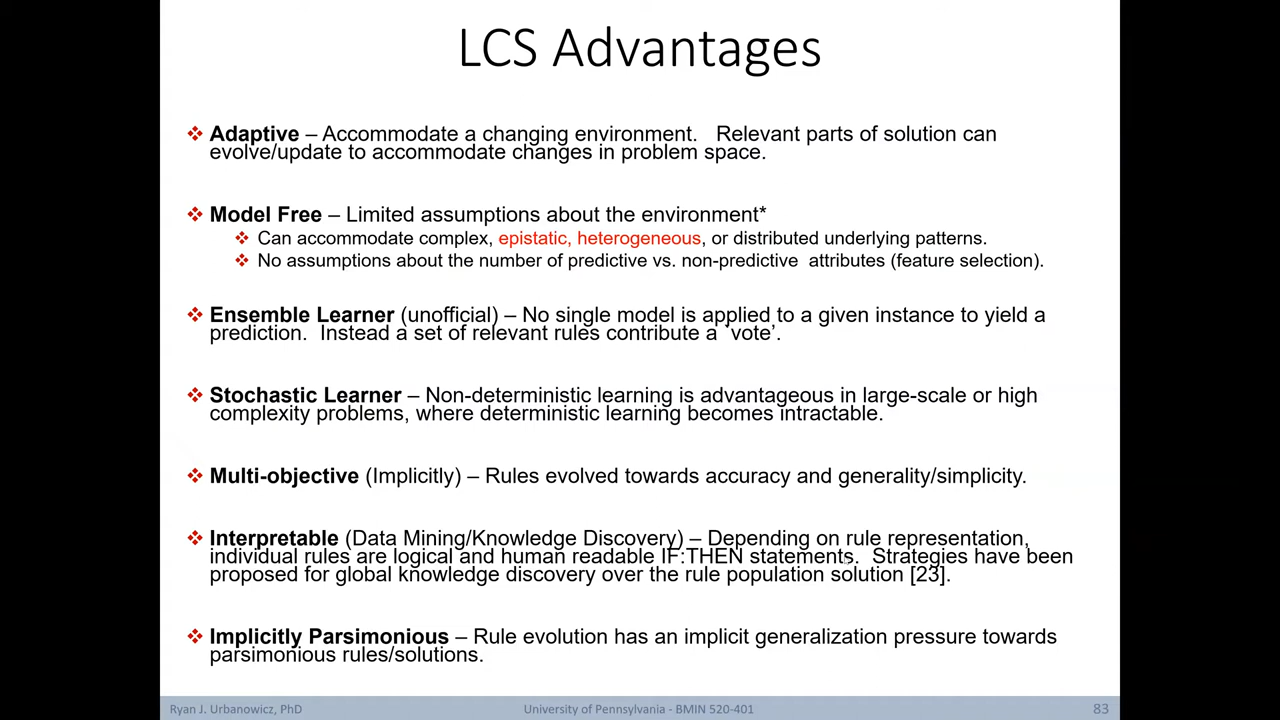 LCS Advantages
Adaptive – Accommodate a changing environment. Relevant parts of solution can
evolve/update to accommodate changes in problem space.
Model Free – Limited assumptions about the environment*
Can accommodate complex, epistatic, heterogeneous, or distributed underlying patterns.
No assumptions about the number of predictive vs. non-predictive attributes (feature selection).
Ensemble Learner (unofficial) – No single model is applied to a given instance to yield a
prediction. Instead a set of relevant rules contribute a ‘vote’.
Stochastic Learner – Non-deterministic learning is advantageous in large-scale or high
complexity problems, where deterministic learning becomes intractable.
Multi-objective (Implicitly) – Rules evolved towards accuracy and generality/simplicity.
Interpretable (Data Mining/Knowledge Discovery) – Depending on rule representation,
individual rules are logical and human readable IF:THEN statements. Strategies have been
proposed for global knowledge discovery over the rule population solution [23].
Implicitly Parsimonious – Rule evolution has an implicit generalization pressure towards
parsimonious rules/solutions.
Ryan J. Urbanowicz, PhD
University of Pennsylvania - BMIN 520-401
83